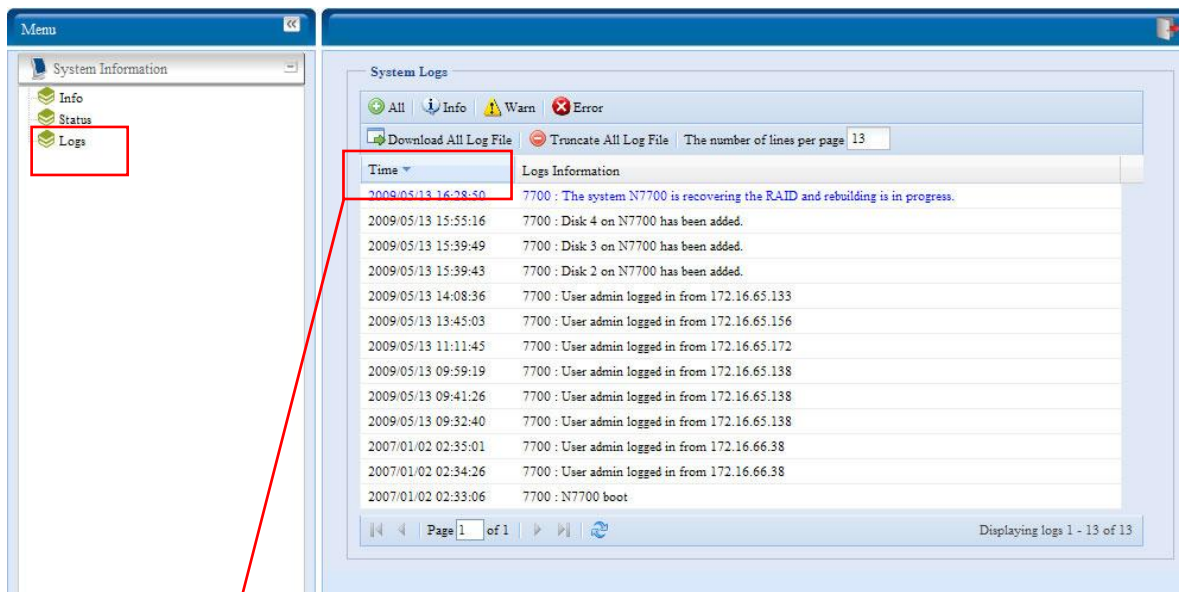 Menu
System Information
Info
Status
Logs
System Logs
All Info Warn Error
Download All Log File Truncate All Log File The number of lines per page 13
Time Logs Information
2009/05/13 16:28:50 7700 : The system N7700 is recovering the RAID and rebuilding is in progress.
2009/05/13 15:55:16 7700 : Disk 4 on N7700 has been added.
2009/05/13 15:39:49 7700 : Disk 3 on N7700 has been added.
2009/05/13 15:39:43 7700 : Disk 2 on N7700 has been added.
2009/05/13 14:08:36 7700 : User admin logged in from 172.16.65.133
2009/05/13 13:45:03 7700 : User admin logged in from 172.16.65.156
2009/05/13 11:11:45 7700 : User admin logged in from 172.16.65.172
2009/05/13 09:59:19 7700 : User admin logged in from 172.16.65.138
2009/05/13 09:41:26 7700 : User admin logged in from 172.16.65.138
2009/05/13 09:32:40 7700 : User admin logged in from 172.16.65.138
2007/01/02 02:35:01 7700 : User admin logged in from 172.16.66.38
2007/01/02 02:34:26 7700 : User admin logged in from 172.16.66.38
2007/01/02 02:33:06 7700 : N7700 boot
Page 1 of 1 Displaying logs 1 - 13 of 13